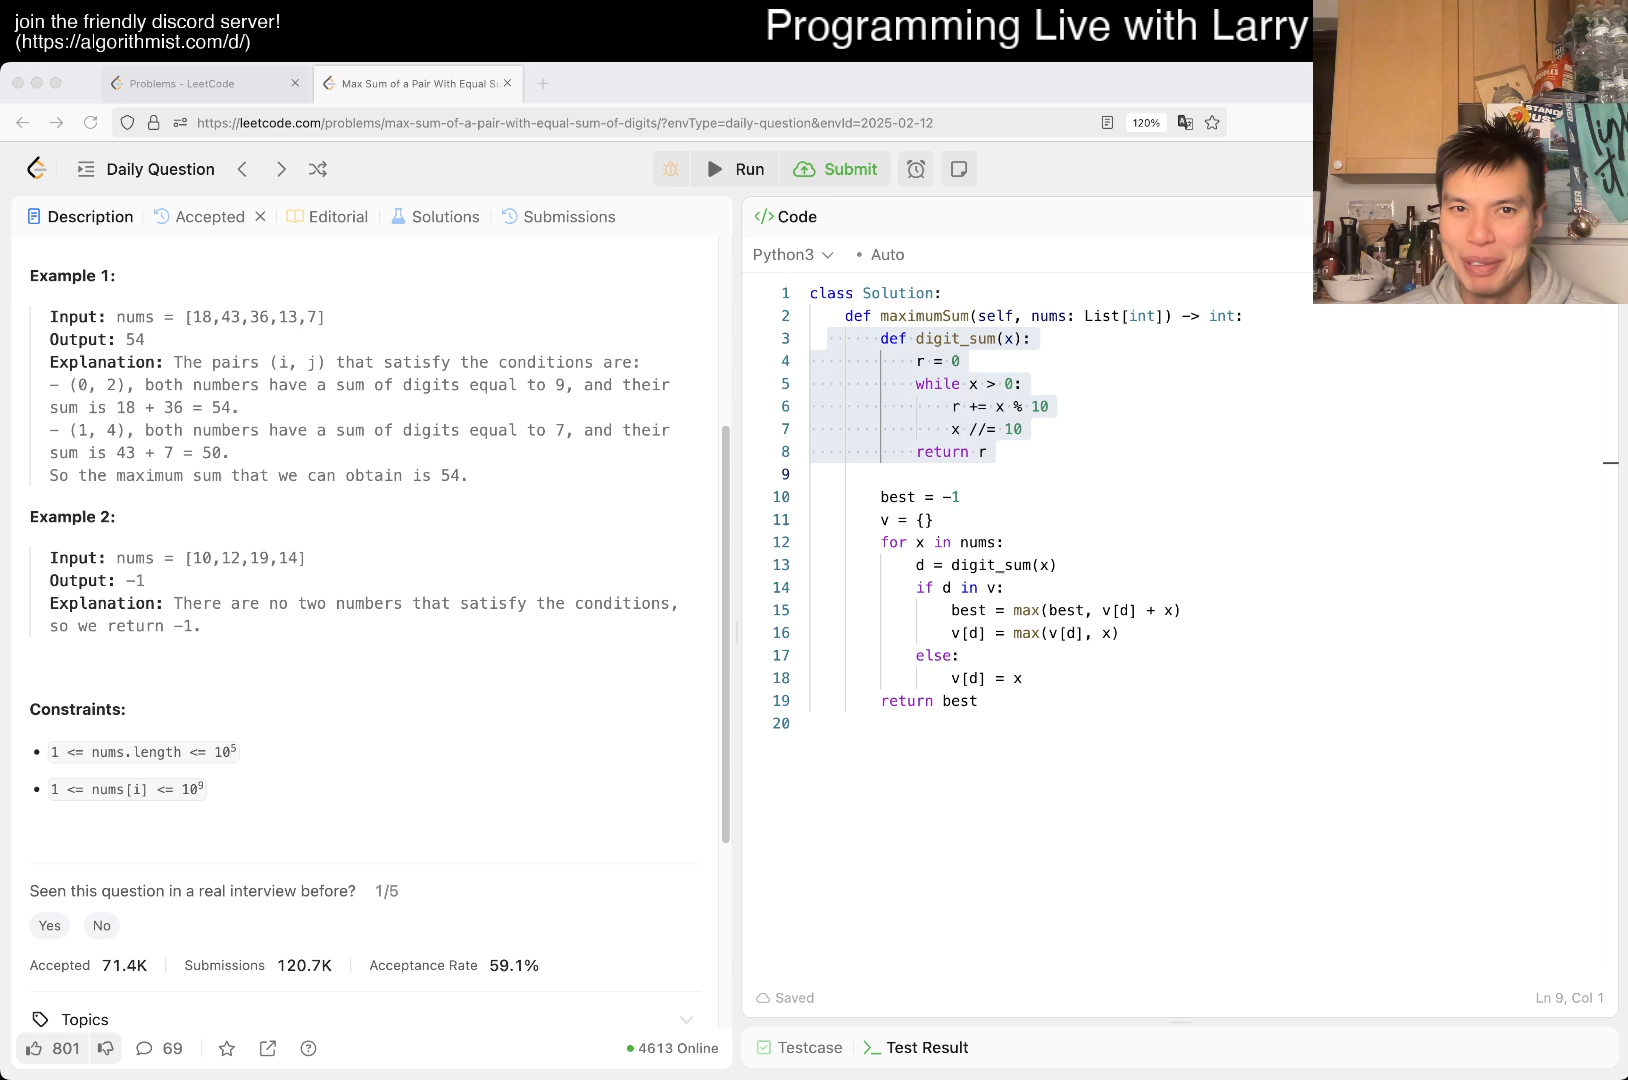 join the friendly discord server!
(https://algorithmist.com/d/)
Programming Live with Larry
Problems - LeetCode
Max Sum of a Pair With Equal Su
https://leetcode.com/problems/max-sum-of-a-pair-with-equal-sum-of-digits/?envType=daily-question&envId=2025-02-12
120%
Daily Question
Run
Submit
Description
Accepted
Editorial
Solutions
Submissions
</> Code
Python3
• Auto
Example 1:
Input: nums = [18,43,36,13,7]
Output: 54
Explanation: The pairs (i, j) that satisfy the conditions are:
- (0, 2), both numbers have a sum of digits equal to 9, and their
sum is 18 + 36 = 54.
- (1, 4), both numbers have a sum of digits equal to 7, and their
sum is 43 + 7 = 50.
So the maximum sum that we can obtain is 54.
Example 2:
Input: nums = [10,12,19,14]
Output: -1
Explanation: There are no two numbers that satisfy the conditions,
so we return -1.
Constraints:
• 1 <= nums.length <= 10⁵
• 1 <= nums[i] <= 10⁹
Seen this question in a real interview before? 1/5
Yes No
Accepted 71.4K Submissions 120.7K Acceptance Rate 59.1%
Topics
801 69 4613 Online
1 class Solution:
2 def maximumSum(self, nums: List[int]) -> int:
3 def digit_sum(x):
4 r = 0
5 while x > 0:
6 r += x % 10
7 x //= 10
8 return r
9
10 best = -1
11 v = {}
12 for x in nums:
13 d = digit_sum(x)
14 if d in v:
15 best = max(best, v[d] + x)
16 v[d] = max(v[d], x)
17 else:
18 v[d] = x
19 return best
20
Saved
Ln 9, Col 1
Testcase
>_ Test Result